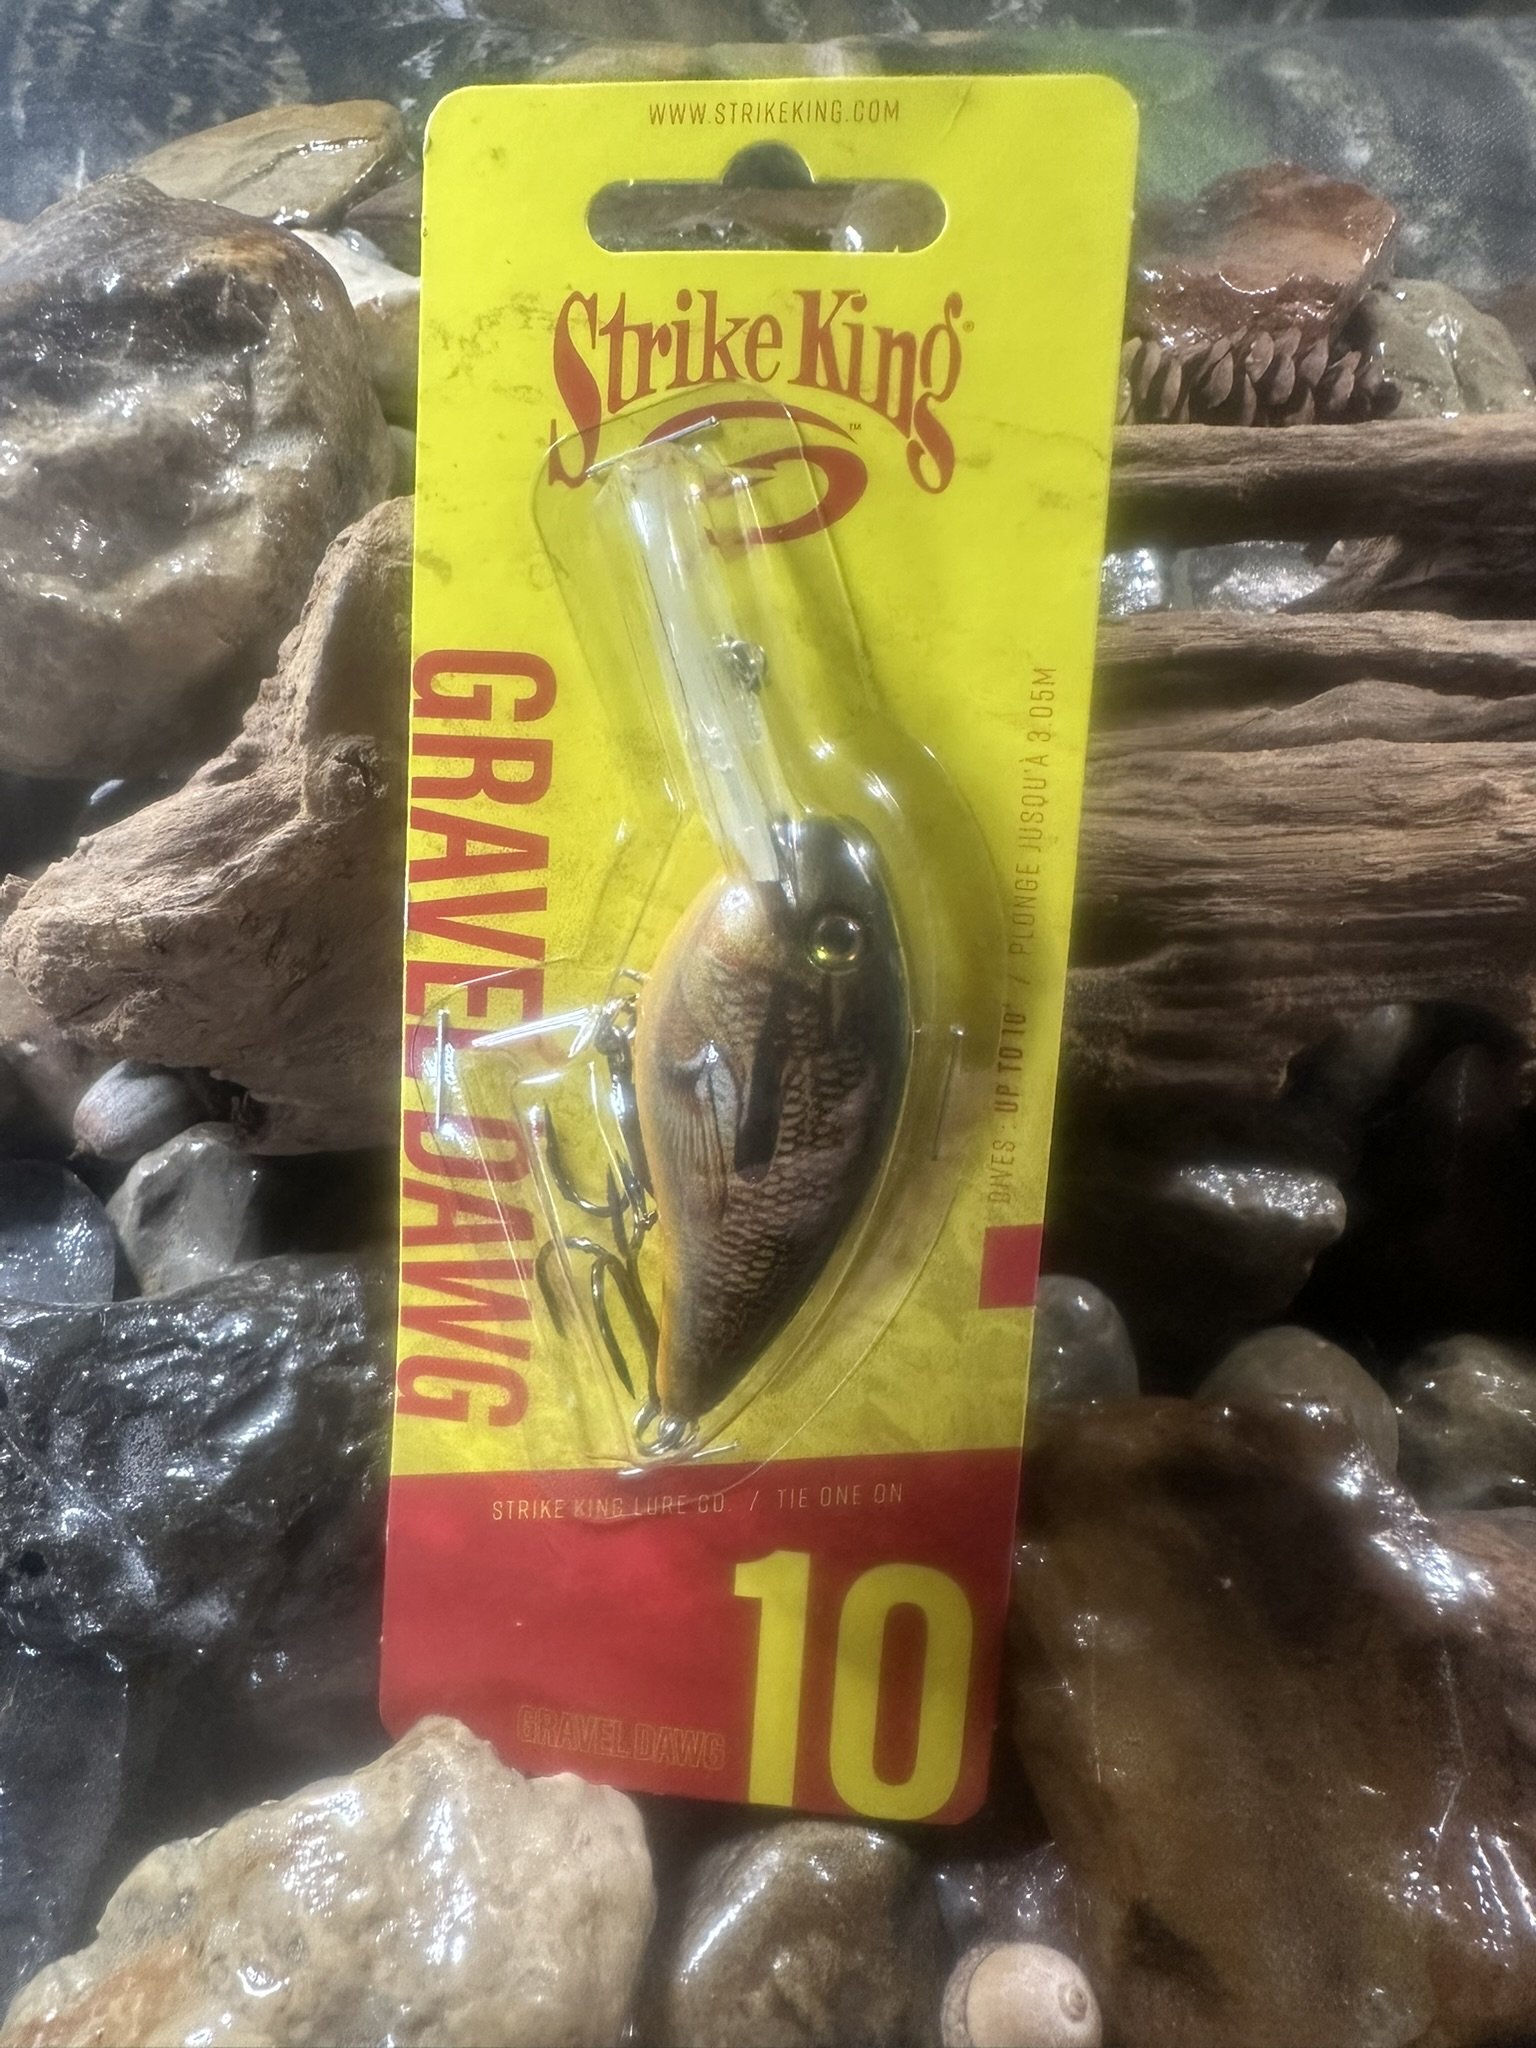 WWW.STRIKEKING.COM
Strike King®
™
GRAVEL DAWG
DIVES : UP TO 10' / PLONGE JUSQU'À 3.05M
STRIKE KING LURE CO. / TIE ONE ON
10
GRAVEL DAWG